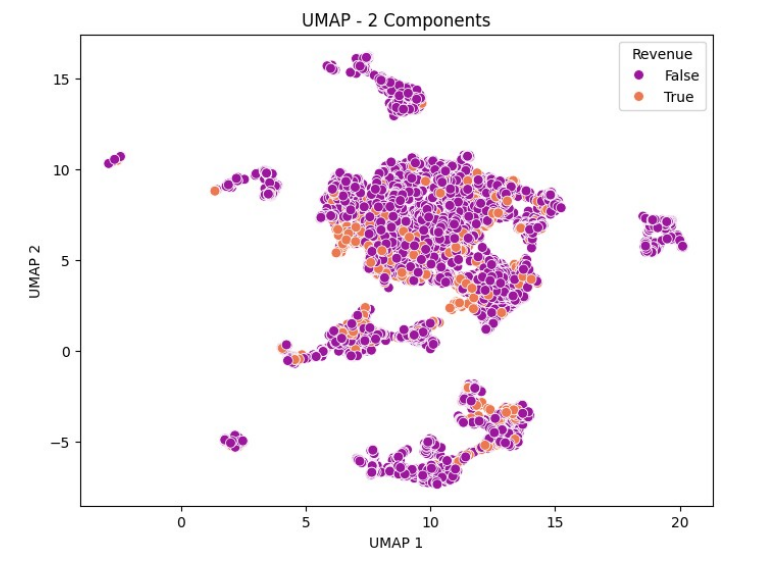 UMAP - 2 Components
Revenue
False
True
15
10
5
0
−5
UMAP 2
0
5
10
15
20
UMAP 1